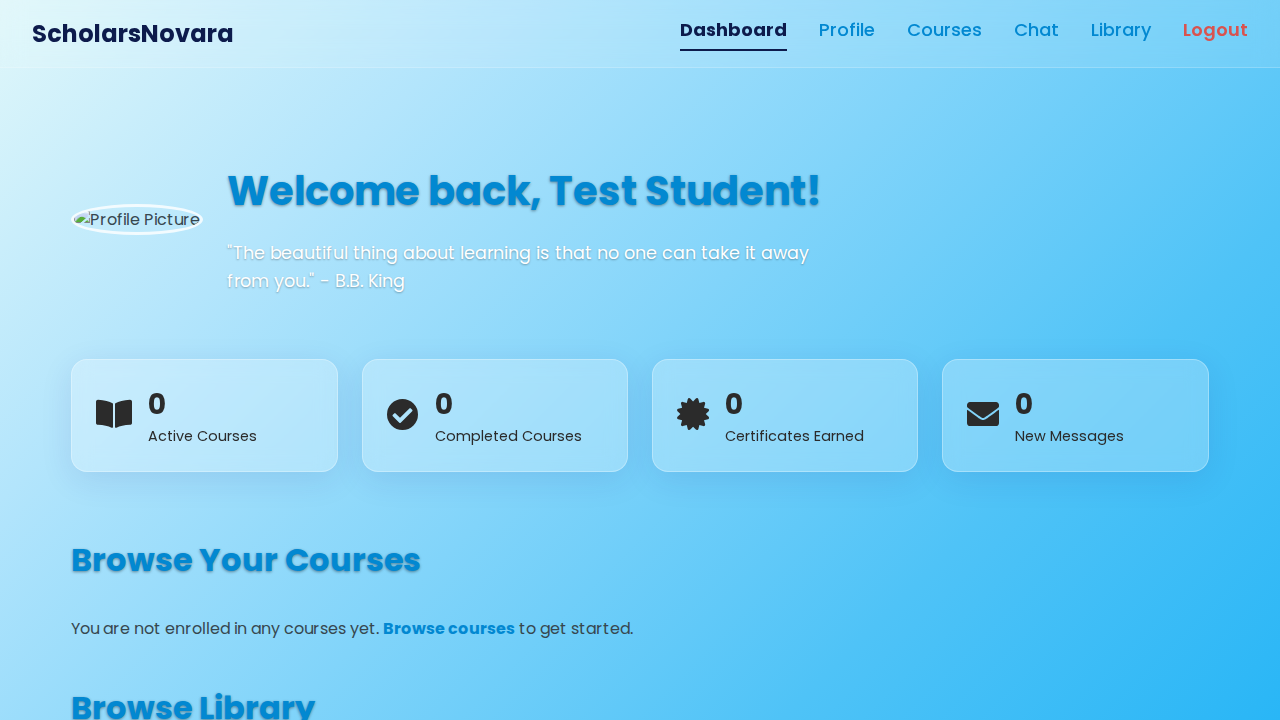 ScholarsNovara
Dashboard Profile Courses Chat Library Logout
Profile Picture
Welcome back, Test Student!
"The beautiful thing about learning is that no one can take it away
from you." - B.B. King
0
Active Courses
0
Completed Courses
0
Certificates Earned
0
New Messages
Browse Your Courses
You are not enrolled in any courses yet. Browse courses to get started.
Browse Library